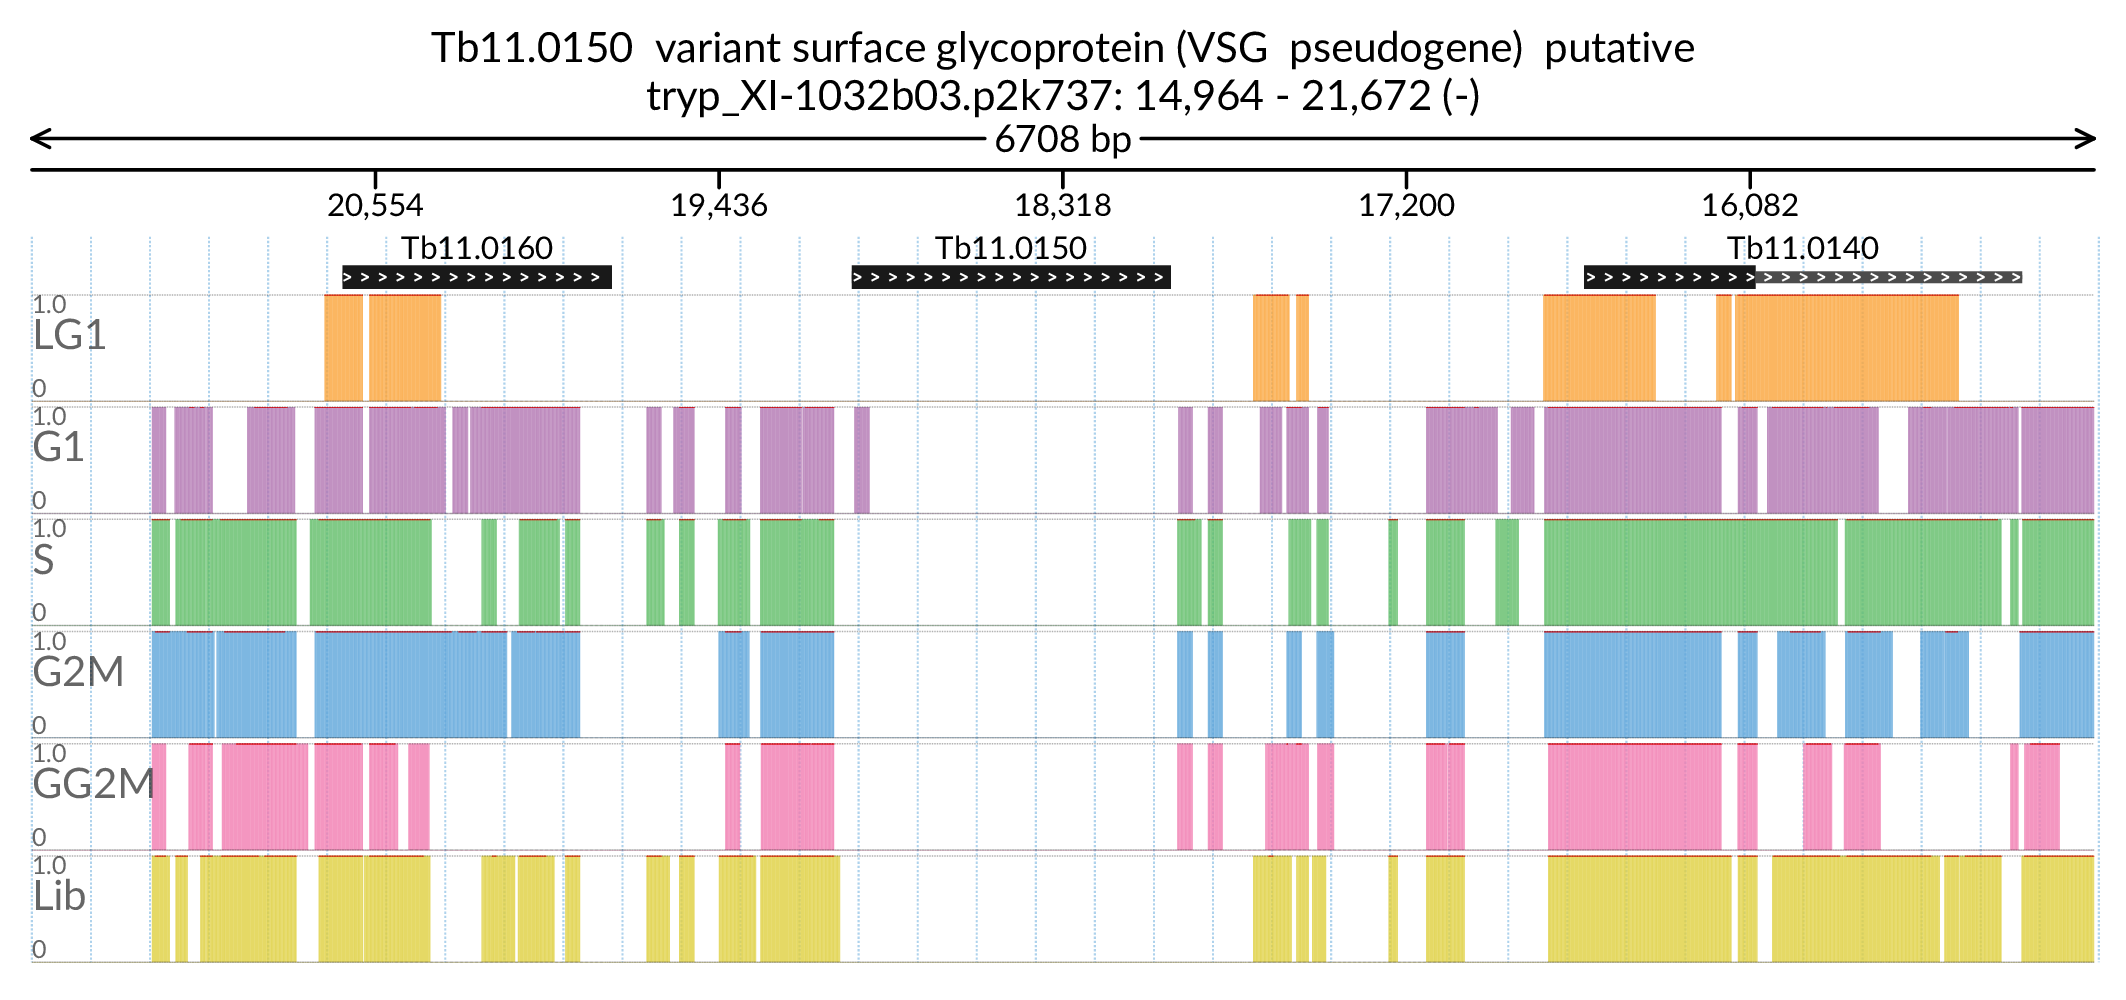 Tb11.0150 variant surface glycoprotein (VSG pseudogene) putative
tryp_XI-1032b03.p2k737: 14,964 - 21,672 (-)
6708 bp
20,554 19,436 18,318 17,200 16,082
Tb11.0160 Tb11.0150 Tb11.0140
1.0
LG1
0
1.0
G1
0
1.0
S
0
1.0
G2M
0
1.0
GG2M
0
1.0
Lib
0